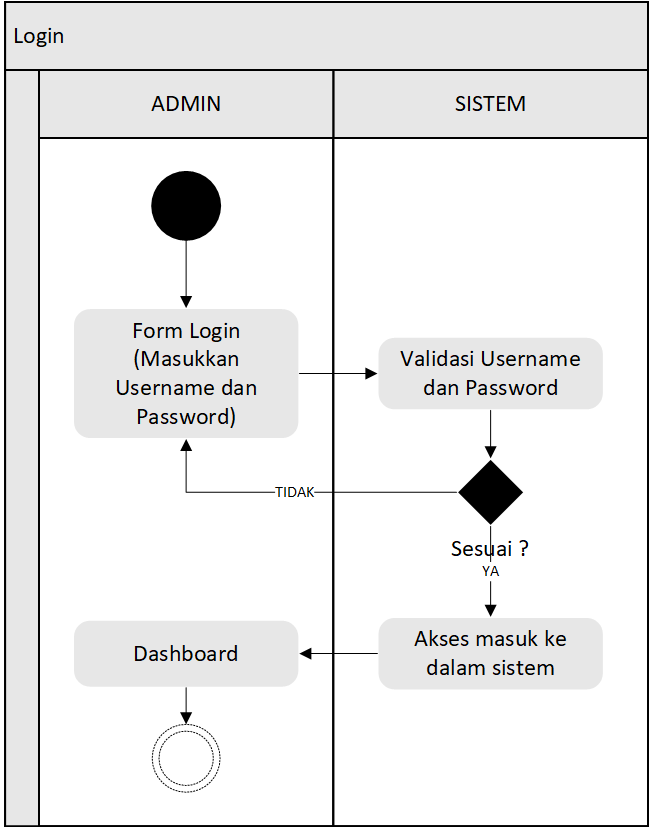 Login
ADMIN
SISTEM
Form Login
(Masukkan
Username dan
Password)
Validasi Username
dan Password
TIDAK
Sesuai ?
YA
Akses masuk ke
dalam sistem
Dashboard